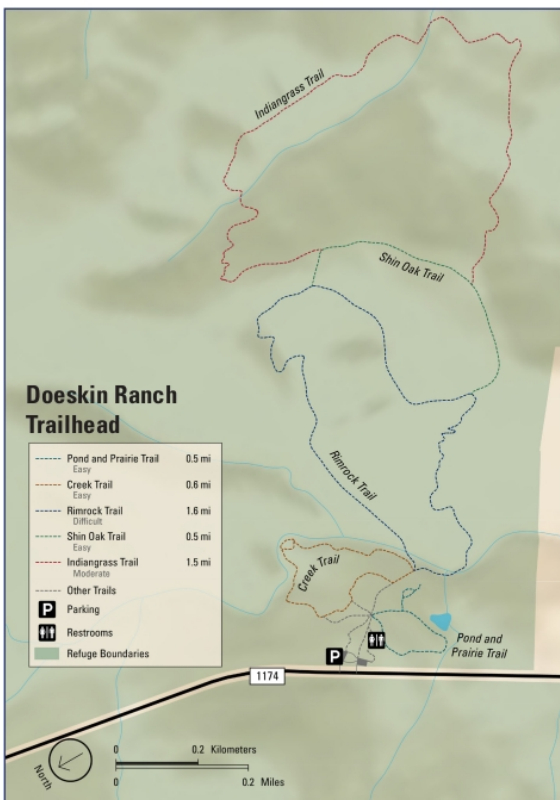 Indiangrass Trail
Shin Oak Trail
Doeskin Ranch
Trailhead
Pond and Prairie Trail 0.5 mi
Easy
Creek Trail 0.6 mi
Easy
Rimrock Trail 1.6 mi
Difficult
Shin Oak Trail 0.5 mi
Easy
Indiangrass Trail 1.5 mi
Moderate
Other Trails
P Parking
Restrooms
Refuge Boundaries
Rimrock Trail
Creek Trail
Pond and
Prairie Trail
P
1174
North
0 0.2 Kilometers
0 0.2 Miles